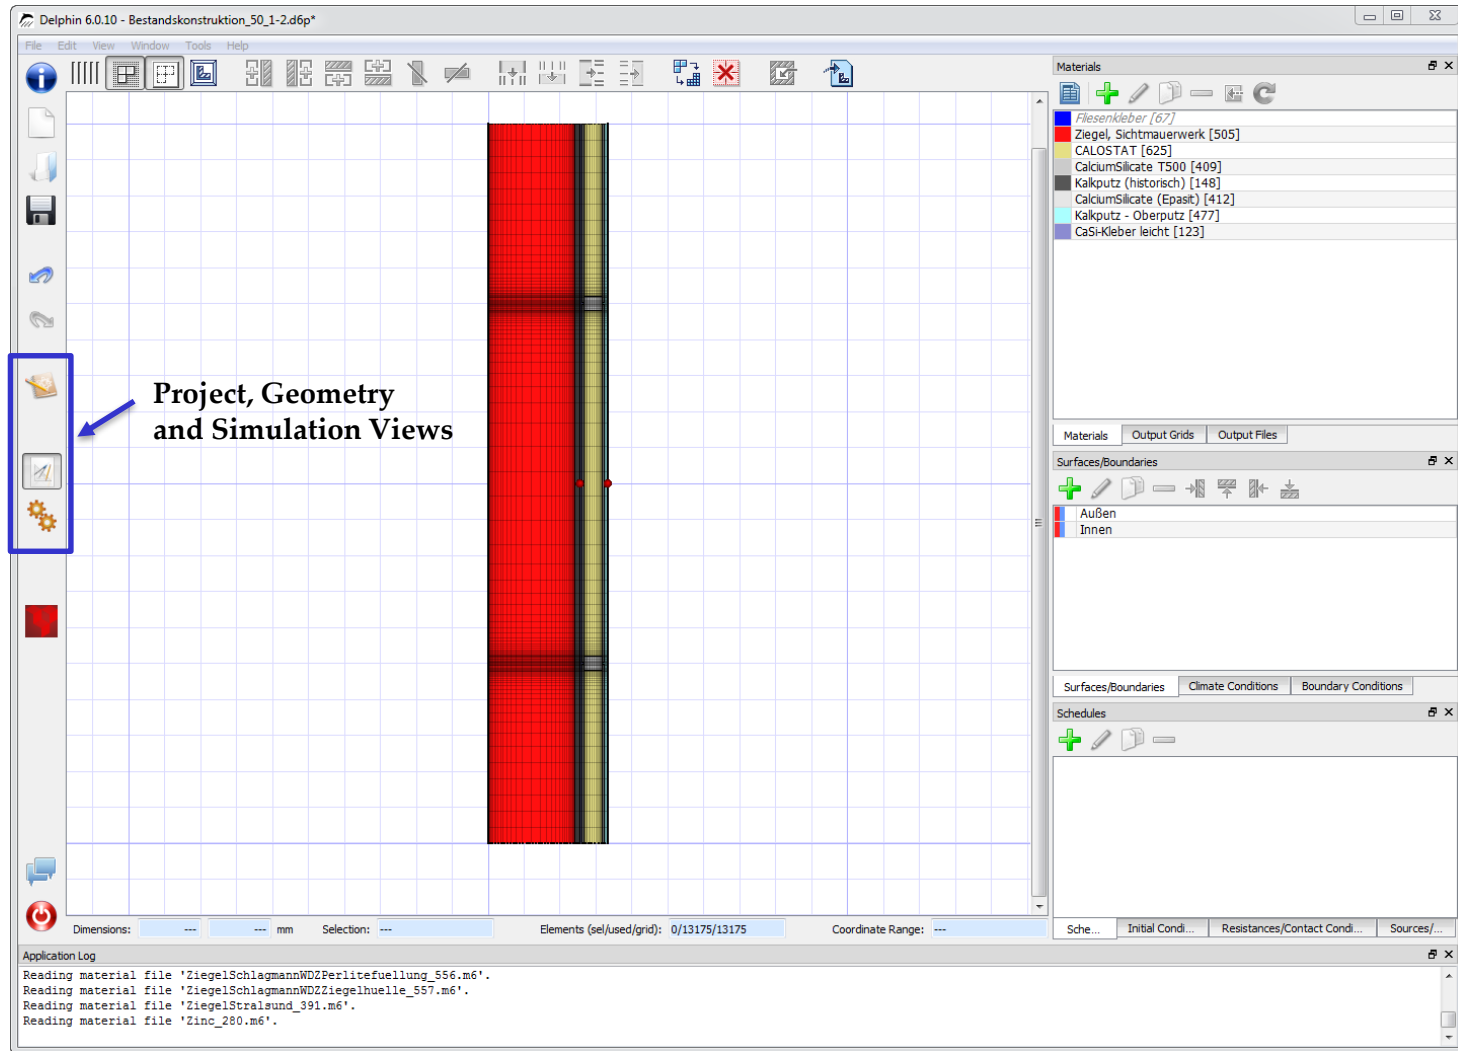 Delphin 6.0.10 - Bestandskonstruktion_50_1-2.d6p*
File Edit View Window Tools Help
Materials
Fliesenkleber [67]
Ziegel, Sichtmauerwerk [505]
CALOSTAT [625]
CalciumSilicate T500 [409]
Kalkputz (historisch) [148]
CalciumSilicate (Epasit) [412]
Kalkputz - Oberputz [477]
CaSi-Kleber leicht [123]
Project, Geometry
and Simulation Views
Materials Output Grids Output Files
Surfaces/Boundaries
Außen
Innen
Surfaces/Boundaries Climate Conditions Boundary Conditions
Schedules
Dimensions: --- --- mm Selection: --- Elements (sel/used/grid): 0/13175/13175 Coordinate Range: ---
Sche... Initial Condi... Resistances/Contact Condi... Sources/...
Application Log
Reading material file 'ZiegelSchlagmannWDZPerlitefuellung_556.m6'.
Reading material file 'ZiegelSchlagmannWDZZiegelhuelle_557.m6'.
Reading material file 'ZiegelStralsund_391.m6'.
Reading material file 'Zinc_280.m6'.